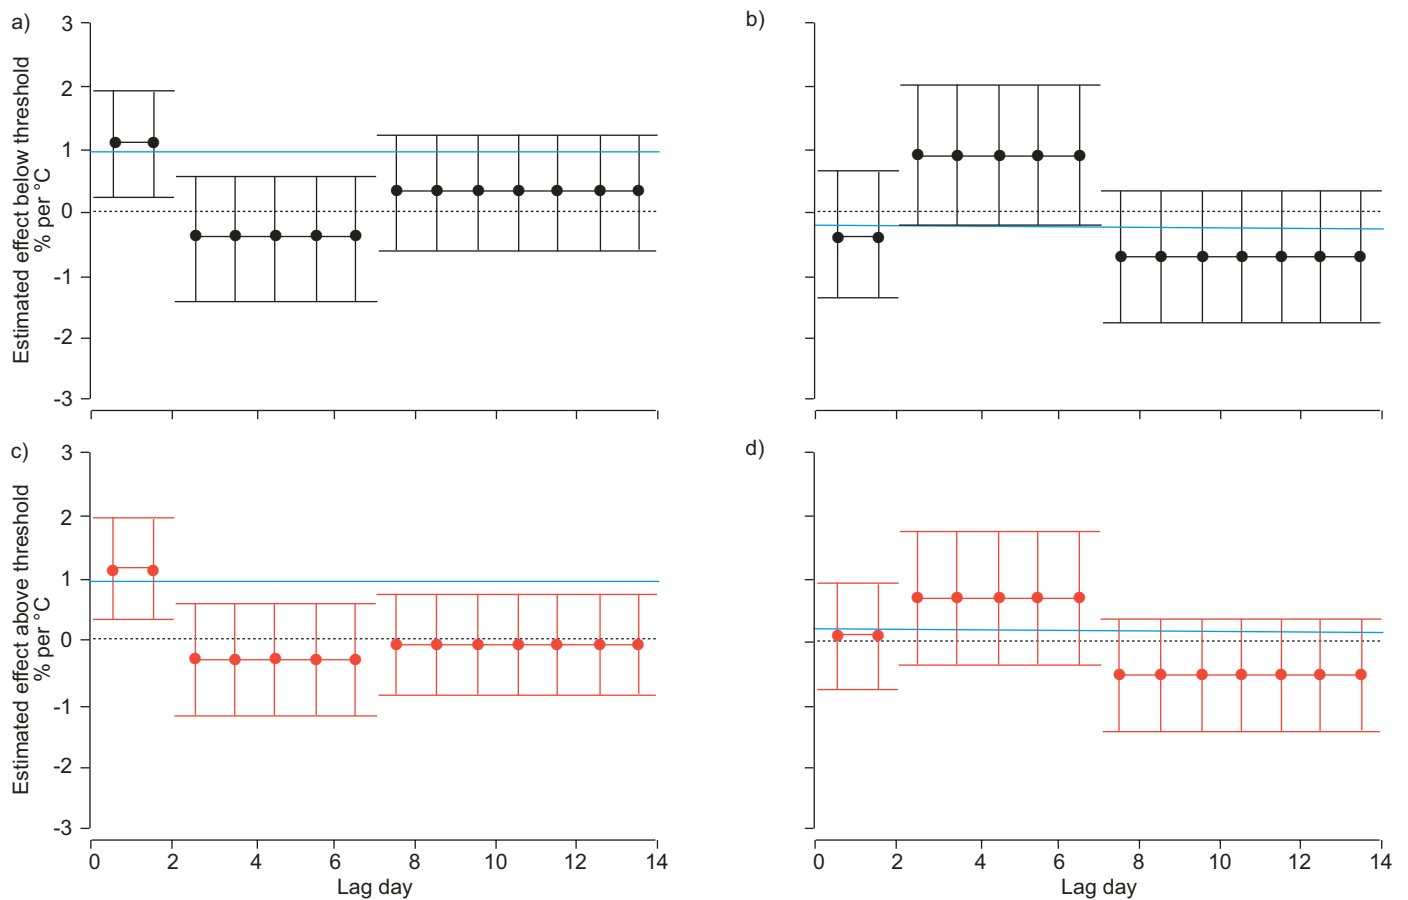 a)
b)
Estimated effect below threshold
% per °C
3
2
1
0
-1
-2
-3
c)
d)
Estimated effect above threshold
% per °C
3
2
1
0
-1
-2
-3
0 2 4 6 8 10 12 14
0 2 4 6 8 10 12 14
Lag day
Lag day